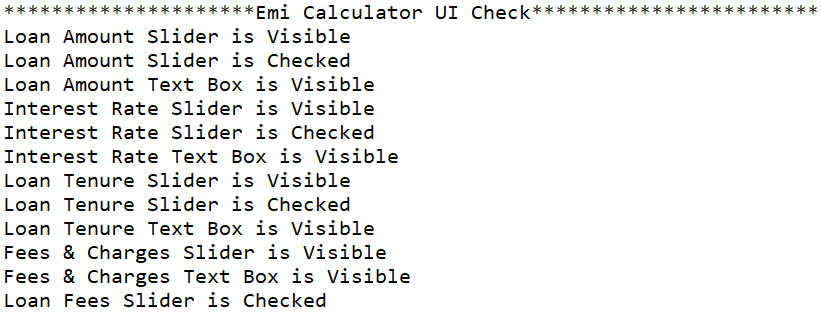 *********************Emi Calculator UI Check************************
Loan Amount Slider is Visible
Loan Amount Slider is Checked
Loan Amount Text Box is Visible
Interest Rate Slider is Visible
Interest Rate Slider is Checked
Interest Rate Text Box is Visible
Loan Tenure Slider is Visible
Loan Tenure Slider is Checked
Loan Tenure Text Box is Visible
Fees & Charges Slider is Visible
Fees & Charges Text Box is Visible
Loan Fees Slider is Checked